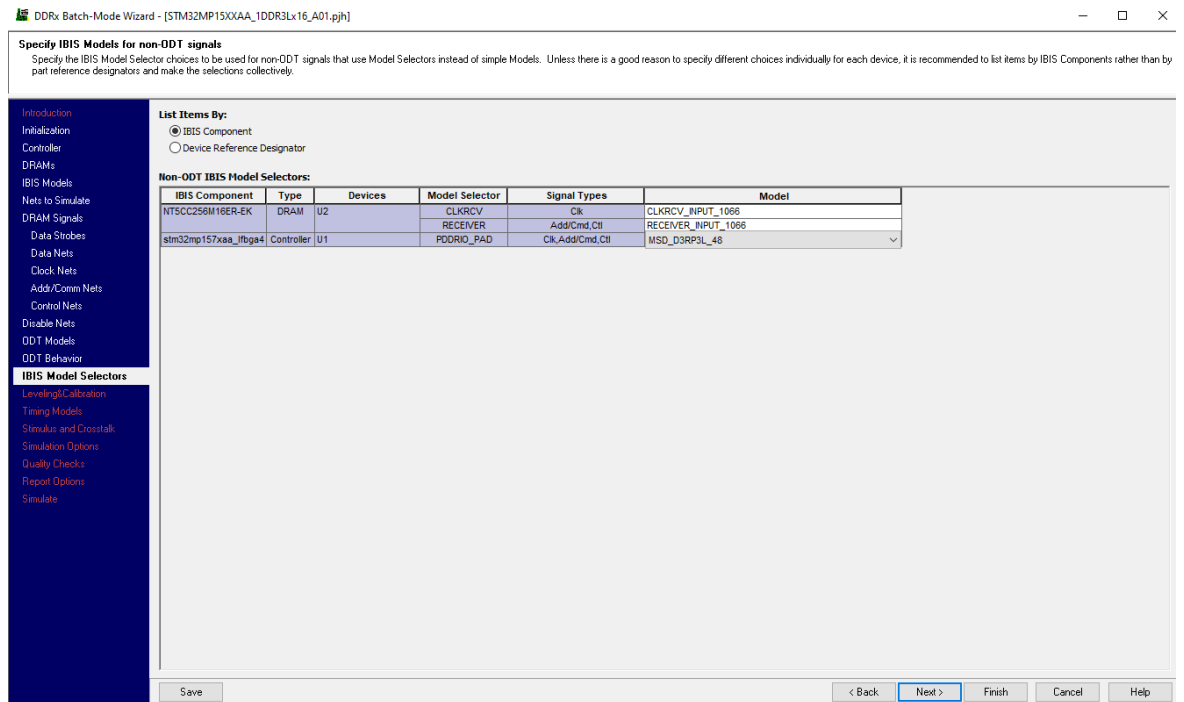 DDRx Batch-Mode Wizard - [STM32MP15XXAA_1DDR3Lx16_A01.pjh]
Specify IBIS Models for non-ODT signals
Specify the IBIS Model Selector choices to be used for non-ODT signals that use Model Selectors instead of simple Models. Unless there is a good reason to specify different choices individually for each device, it is recommended to list items by IBIS Components rather than by
part reference designators and make the selections collectively.
Introduction
Initialization
Controller
DRAMs
IBIS Models
Nets to Simulate
DRAM Signals
Data Strobes
Data Nets
Clock Nets
Addr/Comm Nets
Control Nets
Disable Nets
ODT Models
ODT Behavior
IBIS Model Selectors
Leveling&Calibration
Timing Models
Stimulus and Crosstalk
Simulation Options
Quality Checks
Report Options
Simulate
List Items By:
IBIS Component
Device Reference Designator
Non-ODT IBIS Model Selectors:
IBIS Component Type Devices Model Selector Signal Types Model
NT5CC256M16ER-EK DRAM U2 CLKRCV Clk CLKRCV_INPUT_1066
RECEIVER Add/Cmd,Ctl RECEIVER_INPUT_1066
stm32mp157xaa_lfbga4 Controller U1 PDDRIO_PAD Clk,Add/Cmd,Ctl MSD_D3RP3L_48
Save < Back Next > Finish Cancel Help